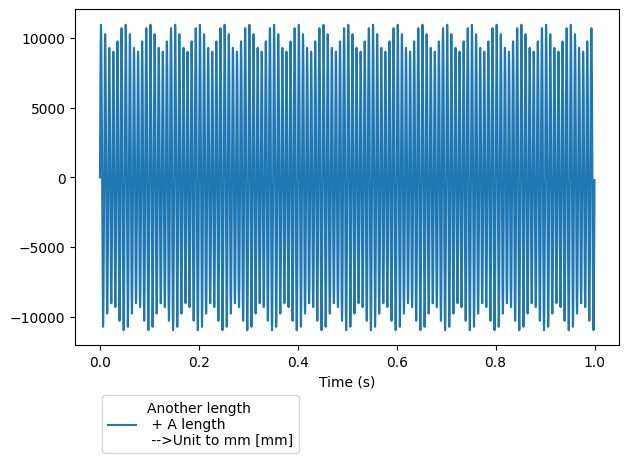 10000
5000
0
−5000
−10000
0.0 0.2 0.4 0.6 0.8 1.0
Time (s)
Another length
+ A length
-->Unit to mm [mm]